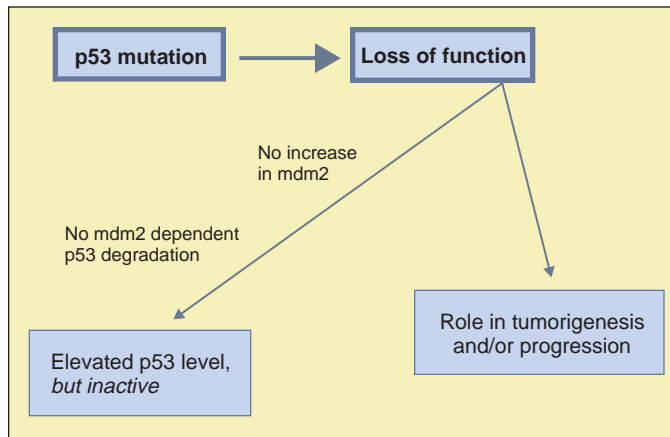 p53 mutation
Loss of function
No increase
in mdm2
No mdm2 dependent
p53 degradation
Elevated p53 level,
but inactive
Role in tumorigenesis
and/or progression